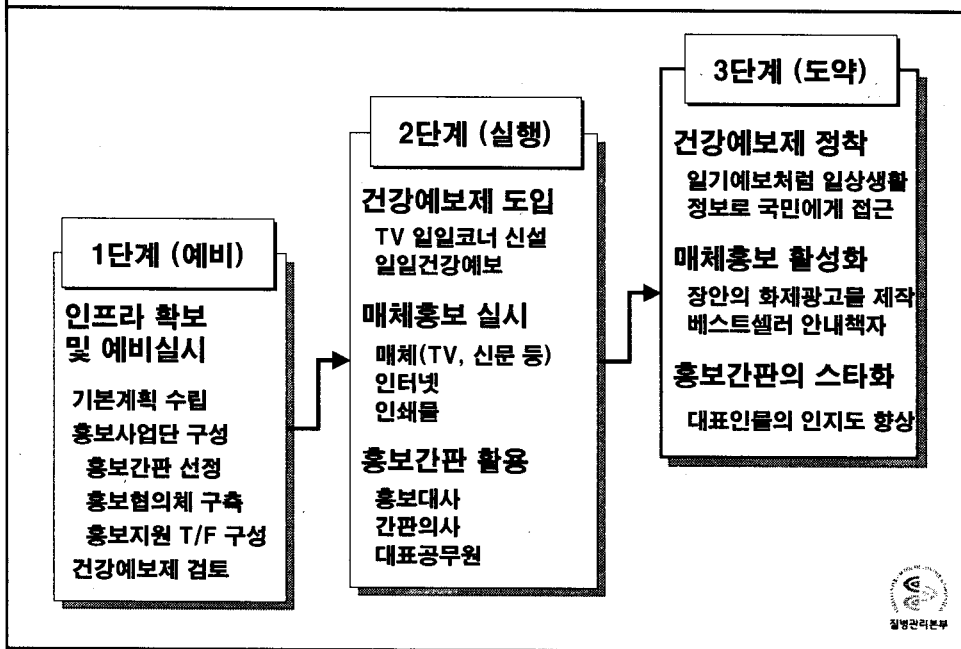 1단계 (예비)
인프라 확보
및 예비실시
기본계획 수립
홍보사업단 구성
홍보간판 선정
홍보협의체 구축
홍보지원 T/F 구성
건강예보제 검토
2단계 (실행)
건강예보제 도입
TV 일일코너 신설
일일건강예보
매체홍보 실시
매체(TV, 신문 등)
인터넷
인쇄물
홍보간판 활용
홍보대사
간판의사
대표공무원
3단계 (도약)
건강예보제 정착
일기예보처럼 일상생활
정보로 국민에게 접근
매체홍보 활성화
장안의 화제광고물 제작
베스트셀러 안내책자
홍보간판의 스타화
대표인물의 인지도 향상
질병관리본부